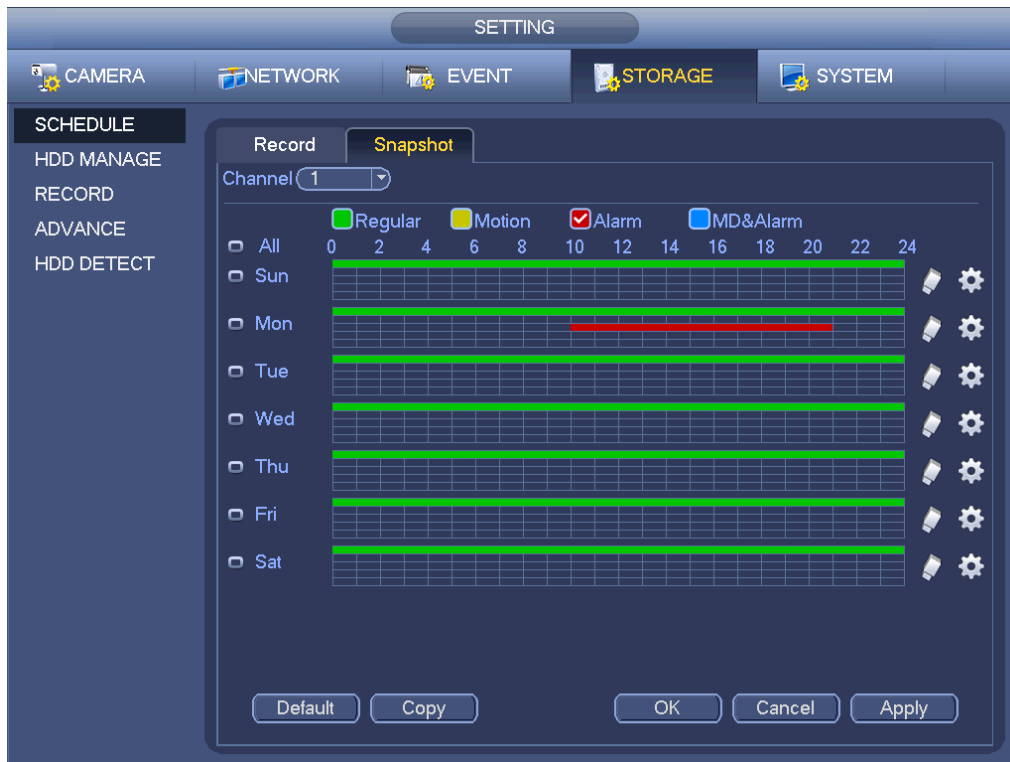 SETTING
CAMERA NETWORK EVENT STORAGE SYSTEM
SCHEDULE
HDD MANAGE
RECORD
ADVANCE
HDD DETECT
Record Snapshot
Channel 1
Regular Motion Alarm MD&Alarm
All 0 2 4 6 8 10 12 14 16 18 20 22 24
Sun
Mon
Tue
Wed
Thu
Fri
Sat
Default Copy OK Cancel Apply